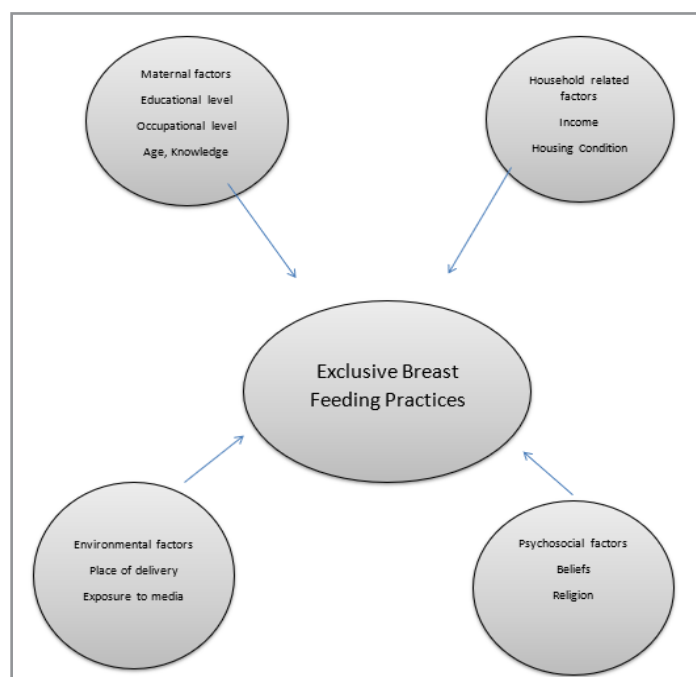 Maternal factors
Educational level
Occupational level
Age, Knowledge
Household related
factors
Income
Housing Condition
Exclusive Breast
Feeding Practices
Environmental factors
Place of delivery
Exposure to media
Psychosocial factors
Beliefs
Religion